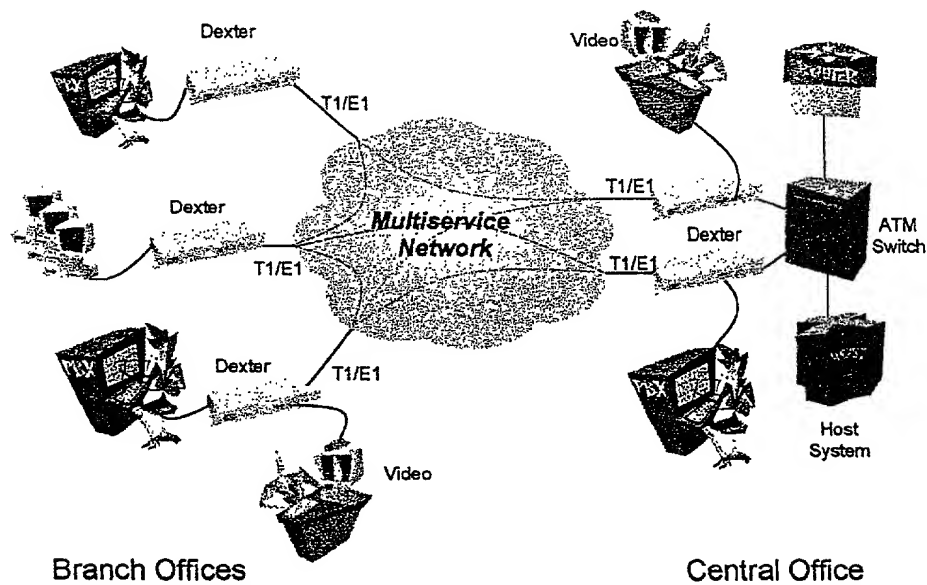 Dexter
Video
PBX
T1/E1
T1/E1
Dexter
Multiservice
Network
Dexter
ATM
Switch
T1/E1
T1/E1
PBX
Dexter
T1/E1
PBX
Host
System
Video
Branch Offices
Central Office